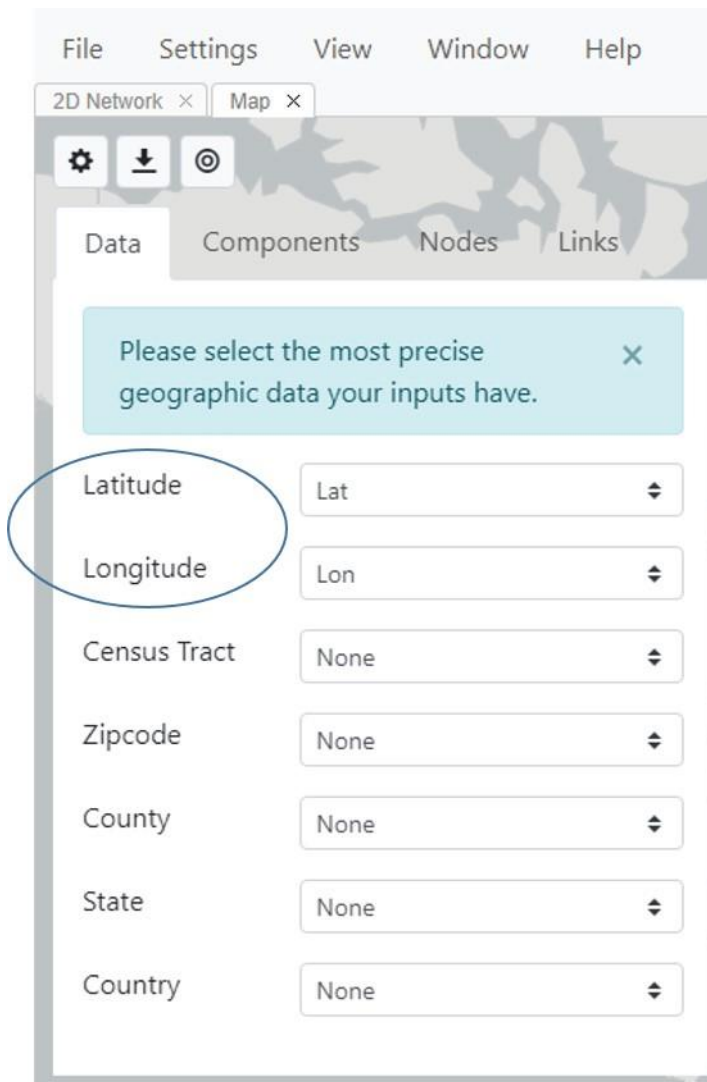 File Settings View Window Help
2D Network × Map ×
Data Components Nodes Links
Please select the most precise ×
geographic data your inputs have.
Latitude Lat
Longitude Lon
Census Tract None
Zipcode None
County None
State None
Country None